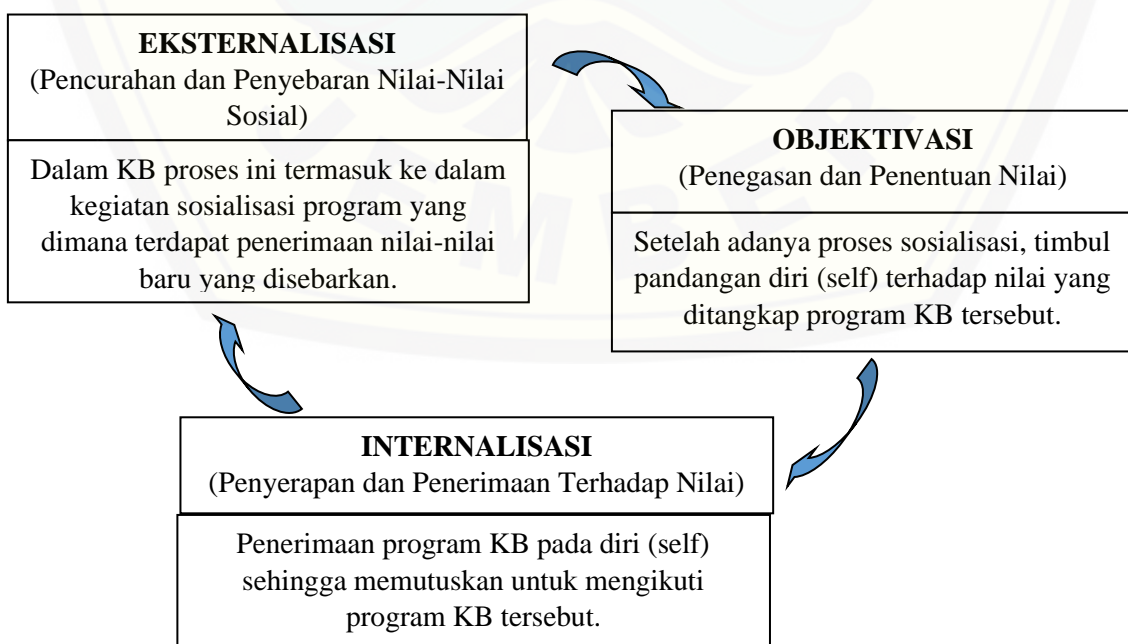 EKSTERNALISASI
(Pencurahan dan Penyebaran Nilai-Nilai
Sosial)
Dalam KB proses ini termasuk ke dalam
kegiatan sosialisasi program yang
dimana terdapat penerimaan nilai-nilai
baru yang disebarkan.
OBJEKTIVASI
(Penegasan dan Penentuan Nilai)
Setelah adanya proses sosialisasi, timbul
pandangan diri (self) terhadap nilai yang
ditangkap program KB tersebut.
INTERNALISASI
(Penyerapan dan Penerimaan Terhadap Nilai)
Penerimaan program KB pada diri (self)
sehingga memutuskan untuk mengikuti
program KB tersebut.
JEMBER